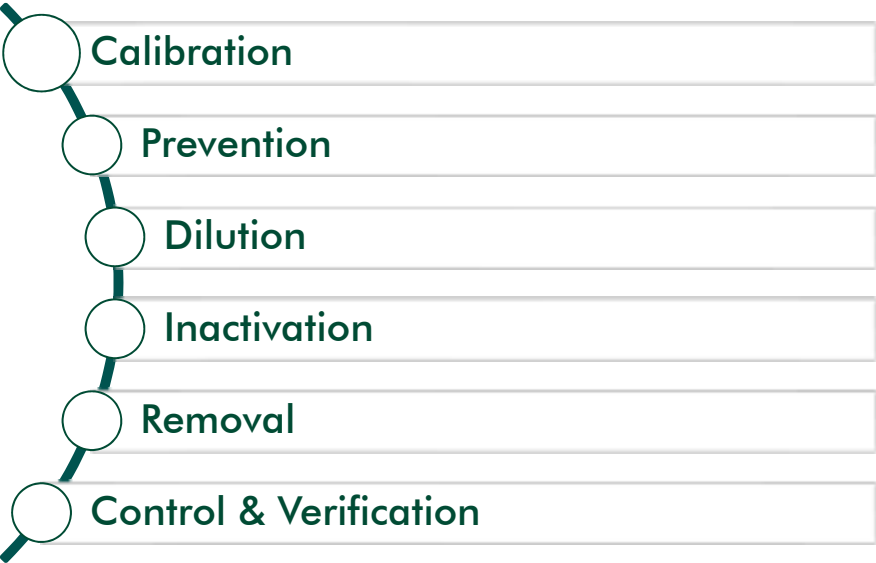 Calibration
Prevention
Dilution
Inactivation
Removal
Control & Verification